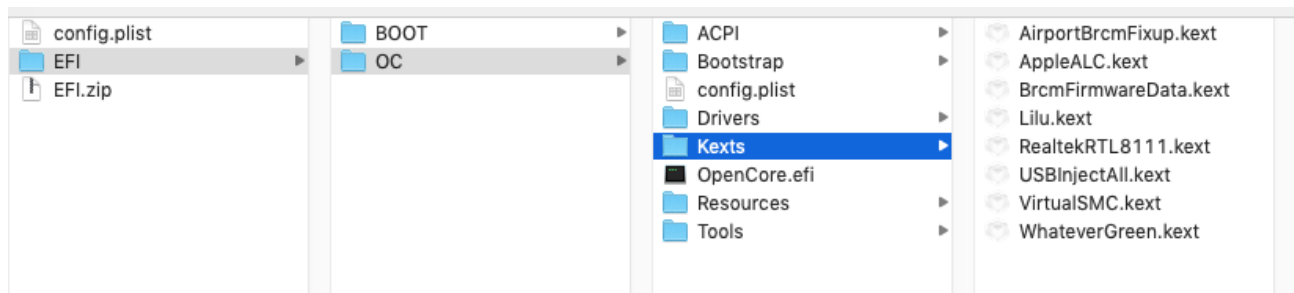 config.plist
EFI
EFI.zip
BOOT
OC
ACPI
Bootstrap
config.plist
Drivers
Kexts
OpenCore.efi
Resources
Tools
AirportBrcmFixup.kext
AppleALC.kext
BrcmFirmwareData.kext
Lilu.kext
RealtekRTL8111.kext
USBInjectAll.kext
VirtualSMC.kext
WhateverGreen.kext